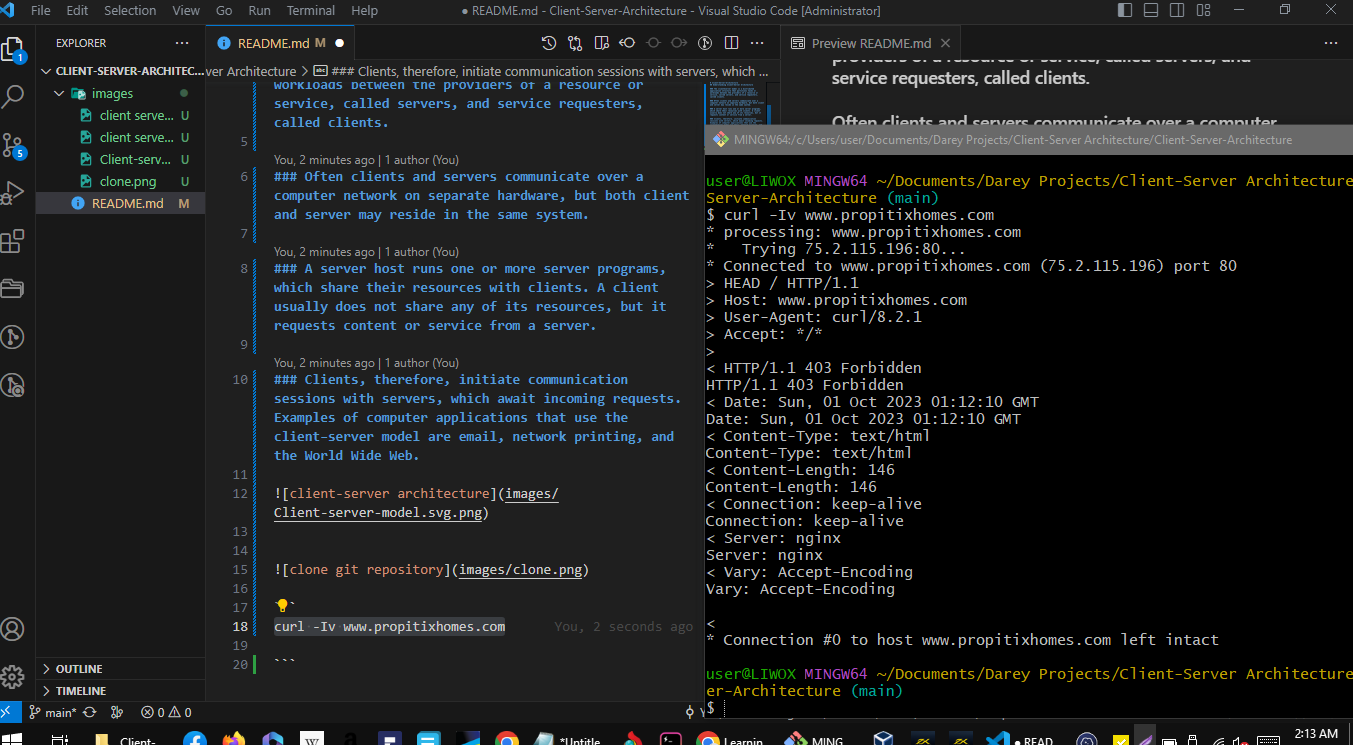 File Edit Selection View Go Run Terminal Help
● README.md - Client-Server-Architecture - Visual Studio Code [Administrator]
EXPLORER
CLIENT-SERVER-ARCHITEC...
images
client serve... U
client serve... U
Client-serv... U
clone.png U
README.md M
OUTLINE
TIMELINE
1
5
README.md M ●
ver Architecture > ### Clients, therefore, initiate communication sessions with servers, which ...
workloads between the providers of a resource or
service, called servers, and service requesters,
called clients.
5
You, 2 minutes ago | 1 author (You)
6 ### Often clients and servers communicate over a
computer network on separate hardware, but both client
and server may reside in the same system.
7
You, 2 minutes ago | 1 author (You)
8 ### A server host runs one or more server programs,
which share their resources with clients. A client
usually does not share any of its resources, but it
requests content or service from a server.
9
You, 2 minutes ago | 1 author (You)
10 ### Clients, therefore, initiate communication
sessions with servers, which await incoming requests.
Examples of computer applications that use the
client-server model are email, network printing, and
the World Wide Web.
11
12 ![client-server architecture](images/
Client-server-model.svg.png)
13
14
15 ![clone git repository](images/clone.png)
16
17 `
18 curl -Iv www.propitixhomes.com You, 2 seconds ago
19
20 ```
Preview README.md
providers of a resource or service, called servers, and
service requesters, called clients.
Often clients and servers communicate over a computer
MINGW64:/c/Users/user/Documents/Darey Projects/Client-Server Architecture/Client-Server-Architecture
user@LIWOX MINGW64 ~/Documents/Darey Projects/Client-Server Architecture
Server-Architecture (main)
$ curl -Iv www.propitixhomes.com
* processing: www.propitixhomes.com
*   Trying 75.2.115.196:80...
* Connected to www.propitixhomes.com (75.2.115.196) port 80
> HEAD / HTTP/1.1
> Host: www.propitixhomes.com
> User-Agent: curl/8.2.1
> Accept: */*
>
< HTTP/1.1 403 Forbidden
HTTP/1.1 403 Forbidden
< Date: Sun, 01 Oct 2023 01:12:10 GMT
Date: Sun, 01 Oct 2023 01:12:10 GMT
< Content-Type: text/html
Content-Type: text/html
< Content-Length: 146
Content-Length: 146
< Connection: keep-alive
Connection: keep-alive
< Server: nginx
Server: nginx
< Vary: Accept-Encoding
Vary: Accept-Encoding
<
* Connection #0 to host www.propitixhomes.com left intact
user@LIWOX MINGW64 ~/Documents/Darey Projects/Client-Server Architecture
er-Architecture (main)
$
main* 0 0
Client- W *Untitle Learnin MING ● READ
2:13 AM